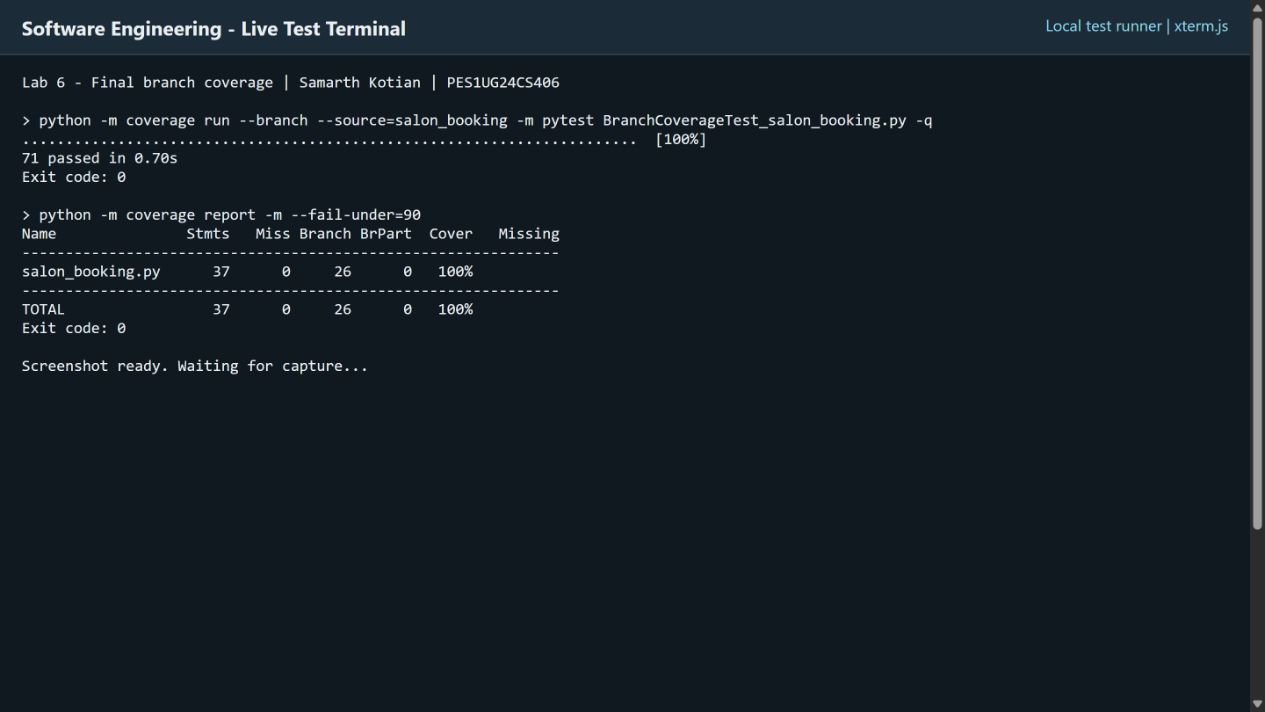 Software Engineering - Live Test Terminal
Local test runner | xterm.js
Lab 6 - Final branch coverage | Samarth Kotian | PES1UG24CS406
> python -m coverage run --branch --source=salon_booking -m pytest BranchCoverageTest_salon_booking.py -q
....................................................................... [100%]
71 passed in 0.70s
Exit code: 0
> python -m coverage report -m --fail-under=90
Name               Stmts   Miss Branch BrPart  Cover   Missing
--------------------------------------------------------------
salon_booking.py      37      0     26      0   100%
--------------------------------------------------------------
TOTAL                 37      0     26      0   100%
Exit code: 0
Screenshot ready. Waiting for capture...